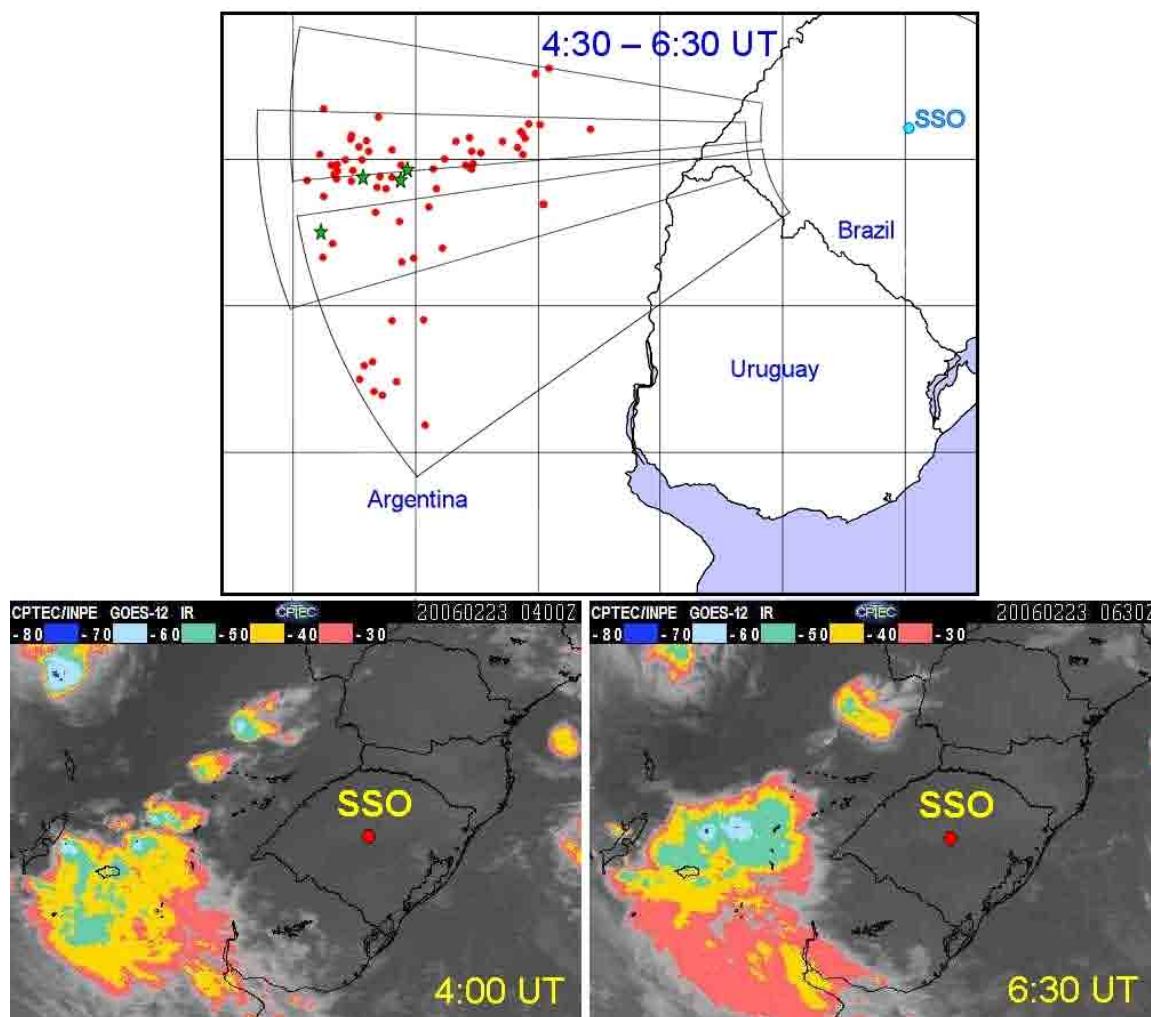 4:30 – 6:30 UT
SSO
Brazil
Uruguay
Argentina
CPTEC/INPE GOES-12 IR CPTEC 20060223 0400Z
-80 -70 -60 -50 -40 -30
SSO
4:00 UT
CPTEC/INPE GOES-12 IR CPTEC 20060223 0630Z
-80 -70 -60 -50 -40 -30
SSO
6:30 UT